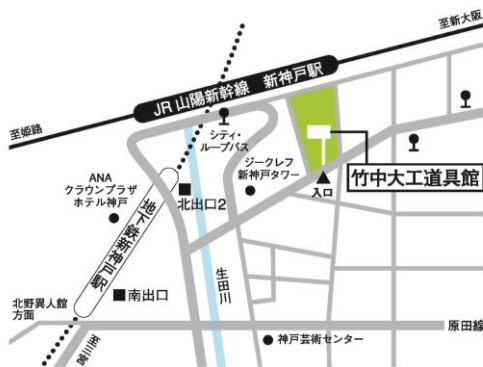 至新大阪
JR山陽新幹線 新神戸駅
至姫路
シティ・
ループバス
ジークレフ
新神戸タワー
入口
竹中大工道具館
ANA
クラウンプラザ
ホテル神戸
北出口2
地下鉄新神戸駅
生田川
南出口
北野異人館
方面
原田線
至三宮
神戸芸術センター